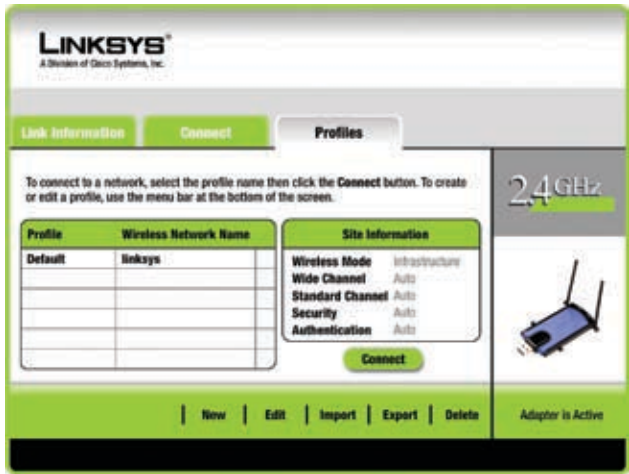 LINKSYS®
A Division of Cisco Systems, Inc.
Link Information Connect Profiles
To connect to a network, select the profile name then click the Connect button. To create
or edit a profile, use the menu bar at the bottom of the screen.
2.4GHz
Profile Wireless Network Name
Default linksys
Site Information
Wireless Mode Infrastructure
Wide Channel Auto
Standard Channel Auto
Security Auto
Authentication Auto
Connect
New Edit Import Export Delete
Adapter is Active